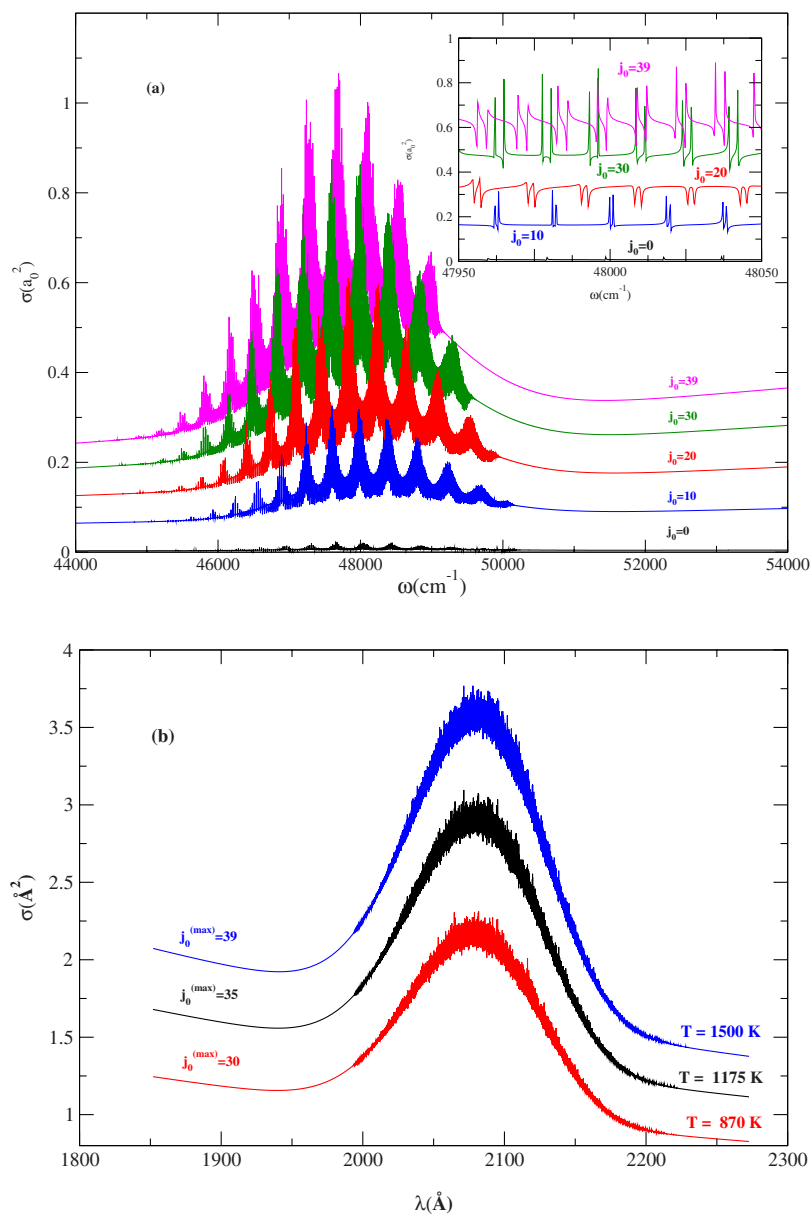 (a)
σ(a₀²)
1
0.8
0.6
0.4
0.2
0
44000 46000 48000 50000 52000 54000
ω(cm⁻¹)
j₀=39
j₀=30
j₀=20
j₀=10
j₀=0
1
0.8
0.6
0.4
0.2
0
σ(a₀²)
j₀=39
j₀=30
j₀=20
j₀=10
j₀=0
47950 48000 48050
ω(cm⁻¹)
(b)
σ(Å²)
4
3.5
3
2.5
2
1.5
1
j₀⁽ᵐᵃˣ⁾=39
j₀⁽ᵐᵃˣ⁾=35
j₀⁽ᵐᵃˣ⁾=30
T = 1500 K
T = 1175 K
T = 870 K
1800 1900 2000 2100 2200 2300
λ(Å)